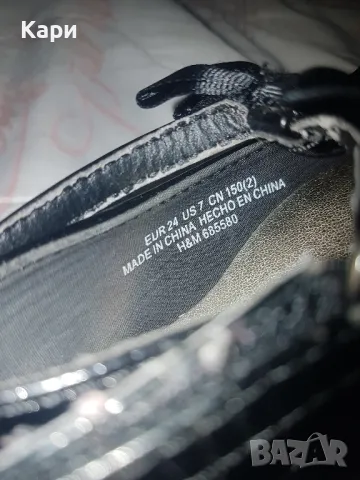 Кари
EUR 24 US 7 CN 150(2)
MADE IN CHINA HECHO EN CHINA
H&M 685580
BAZAR